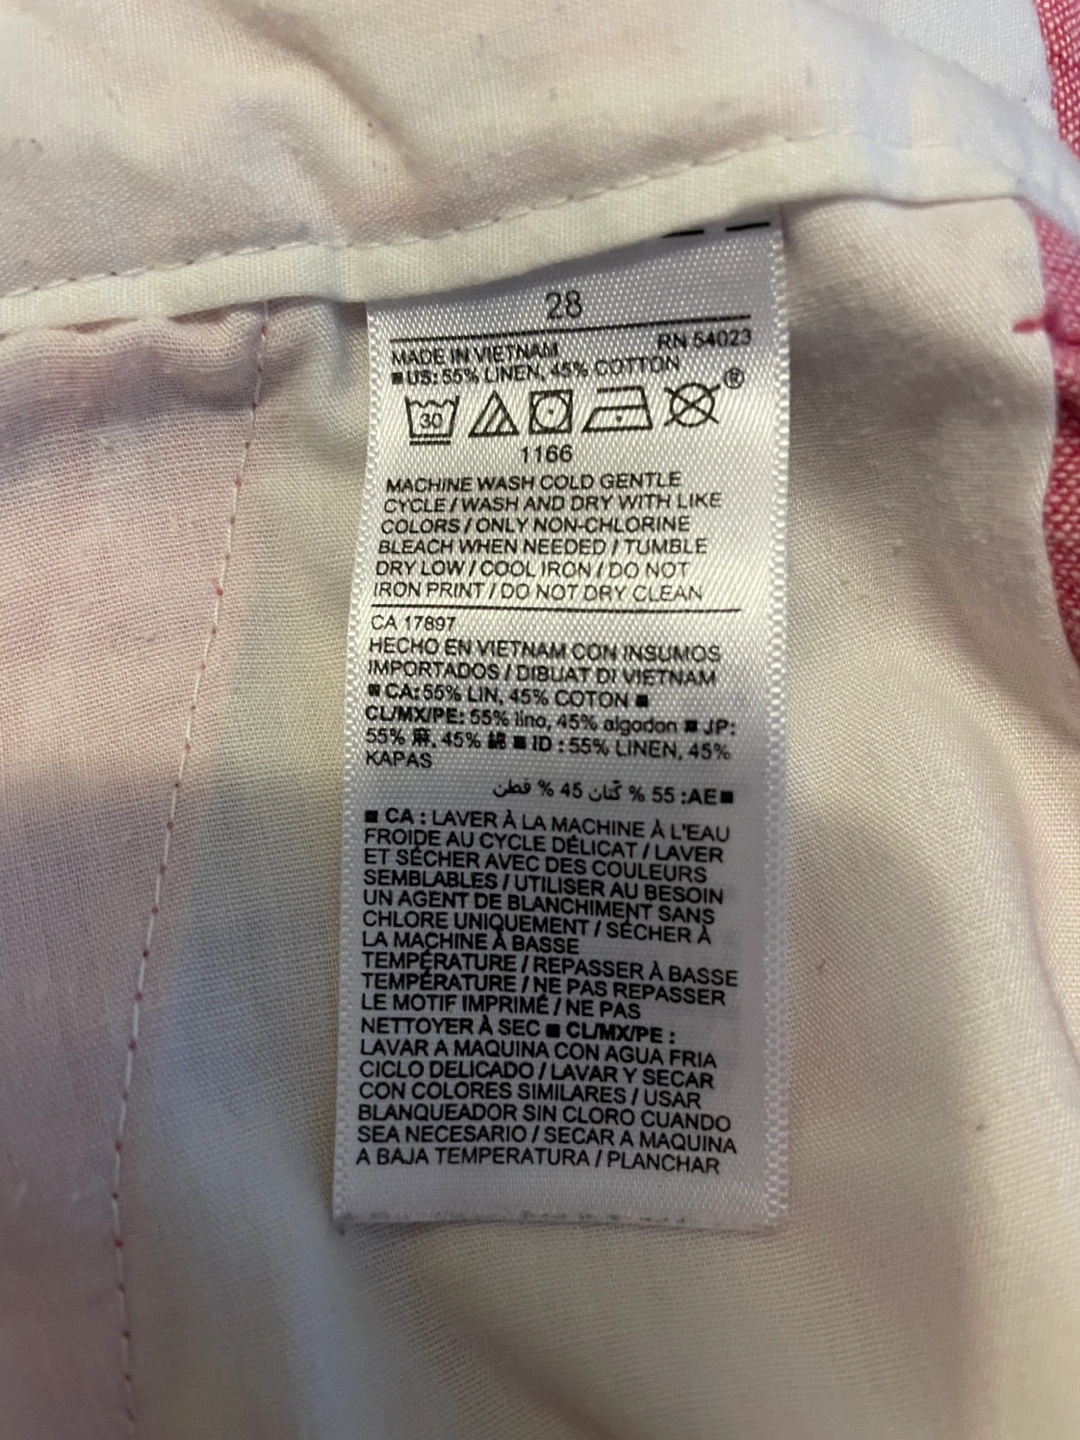 28
MADE IN VIETNAM RN 54023
■ US: 55% LINEN, 45% COTTON
30 ®
1166
MACHINE WASH COLD GENTLE
CYCLE / WASH AND DRY WITH LIKE
COLORS / ONLY NON-CHLORINE
BLEACH WHEN NEEDED / TUMBLE
DRY LOW / COOL IRON / DO NOT
IRON PRINT / DO NOT DRY CLEAN
CA 17897
HECHO EN VIETNAM CON INSUMOS
IMPORTADOS / DIBUAT DI VIETNAM
■ CA: 55% LIN, 45% COTON ■
CL/MX/PE: 55% lino, 45% algodon ■ JP:
55% 麻, 45% 綿 ■ ID : 55% LINEN, 45%
KAPAS
■AE: 55 % كتان 45 % قطن
■ CA : LAVER À LA MACHINE À L'EAU
FROIDE AU CYCLE DÉLICAT / LAVER
ET SÉCHER AVEC DES COULEURS
SEMBLABLES / UTILISER AU BESOIN
UN AGENT DE BLANCHIMENT SANS
CHLORE UNIQUEMENT / SÉCHER À
LA MACHINE À BASSE
TEMPÉRATURE / REPASSER À BASSE
TEMPÉRATURE / NE PAS REPASSER
LE MOTIF IMPRIMÉ / NE PAS
NETTOYER À SEC ■ CL/MX/PE :
LAVAR A MAQUINA CON AGUA FRIA
CICLO DELICADO / LAVAR Y SECAR
CON COLORES SIMILARES / USAR
BLANQUEADOR SIN CLORO CUANDO
SEA NECESARIO / SECAR A MAQUINA
A BAJA TEMPERATURA / PLANCHAR